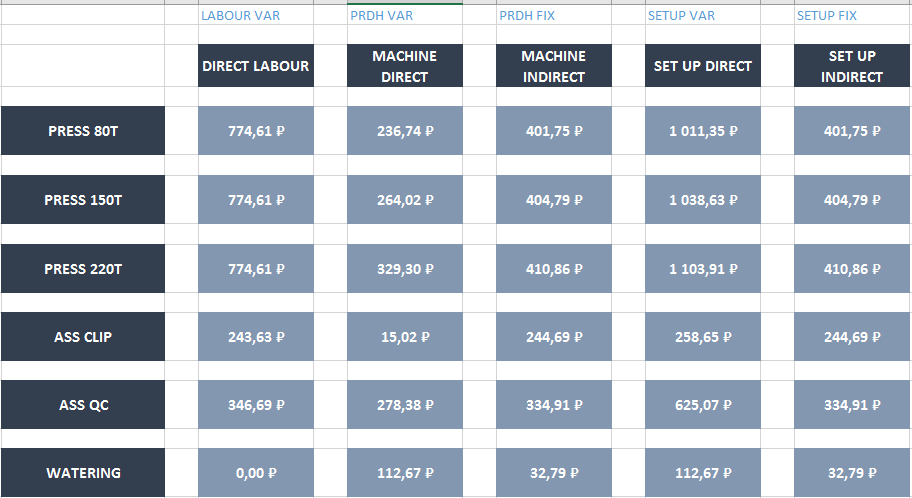 LABOUR VAR PRDH VAR PRDH FIX SETUP VAR SETUP FIX
DIRECT LABOUR MACHINE DIRECT MACHINE INDIRECT SET UP DIRECT SET UP INDIRECT
PRESS 80T 774,61 ₽ 236,74 ₽ 401,75 ₽ 1 011,35 ₽ 401,75 ₽
PRESS 150T 774,61 ₽ 264,02 ₽ 404,79 ₽ 1 038,63 ₽ 404,79 ₽
PRESS 220T 774,61 ₽ 329,30 ₽ 410,86 ₽ 1 103,91 ₽ 410,86 ₽
ASS CLIP 243,63 ₽ 15,02 ₽ 244,69 ₽ 258,65 ₽ 244,69 ₽
ASS QC 346,69 ₽ 278,38 ₽ 334,91 ₽ 625,07 ₽ 334,91 ₽
WATERING 0,00 ₽ 112,67 ₽ 32,79 ₽ 112,67 ₽ 32,79 ₽